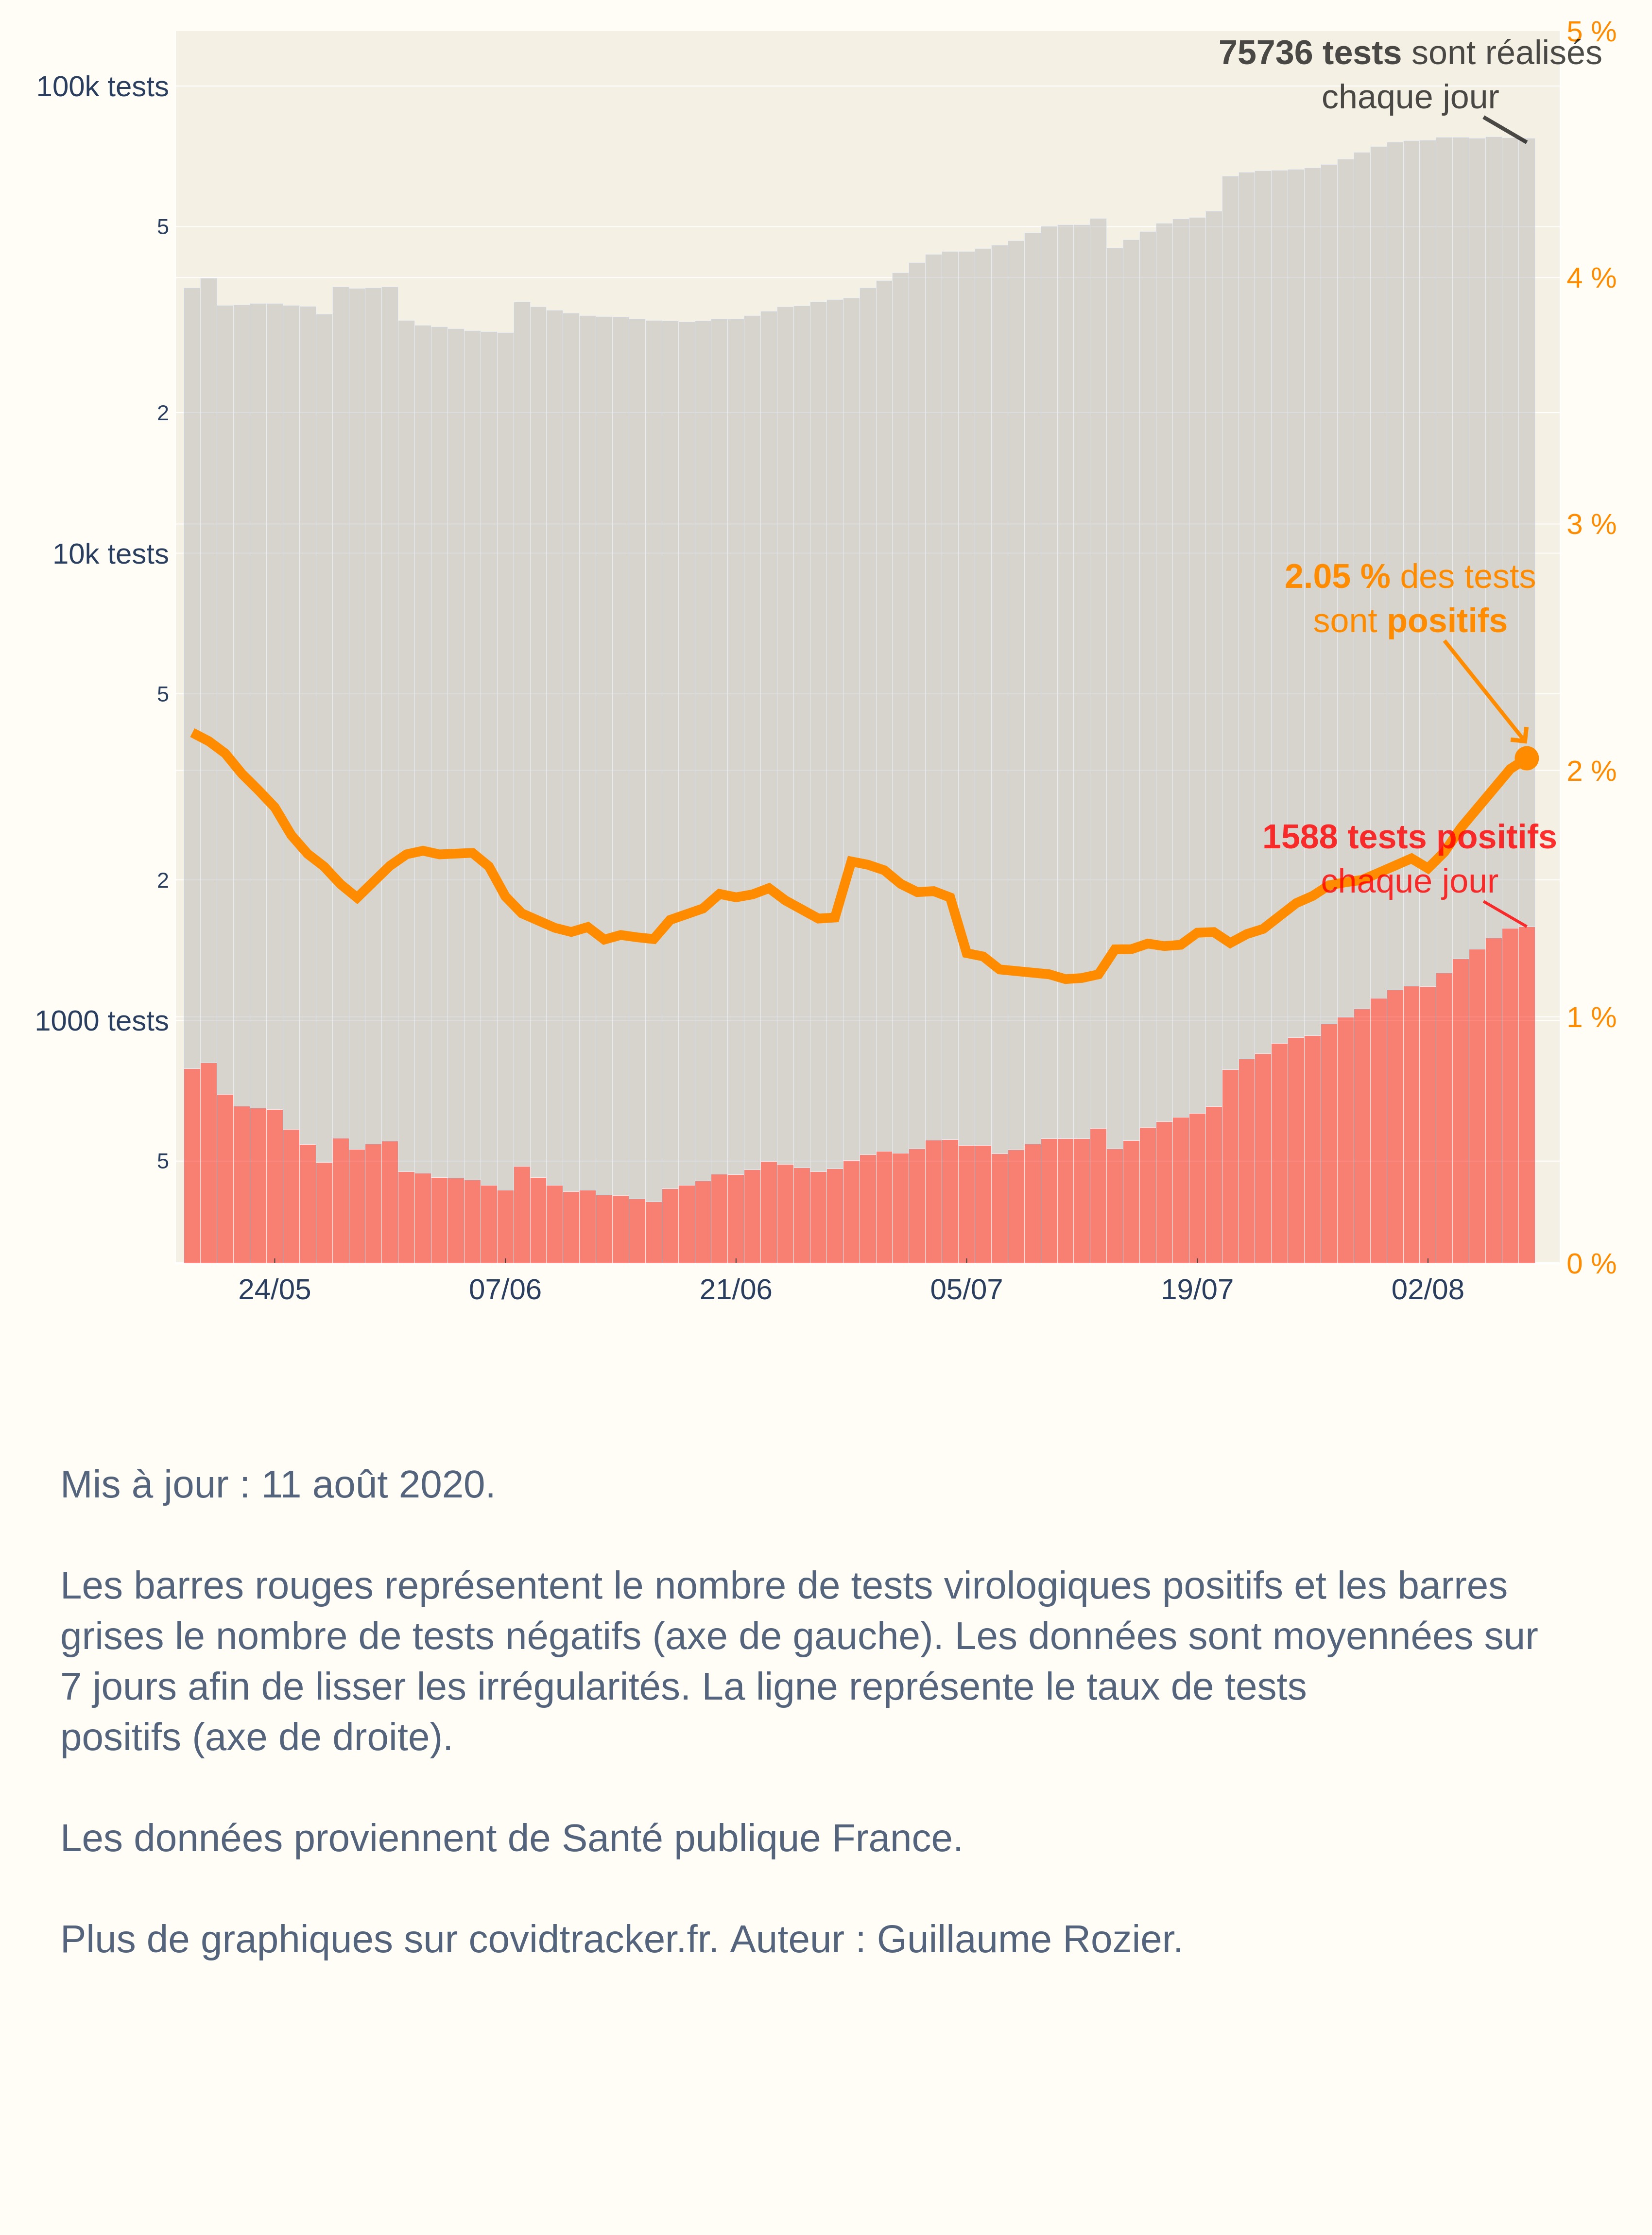 5 %
75736 tests sont réalisés
chaque jour
100k tests
5
4 %
2
3 %
10k tests
2.05 % des tests
sont positifs
5
2 %
1588 tests positifs
chaque jour
2
1000 tests
1 %
5
0 %
24/05 07/06 21/06 05/07 19/07 02/08
Mis à jour : 11 août 2020.
Les barres rouges représentent le nombre de tests virologiques positifs et les barres
grises le nombre de tests négatifs (axe de gauche). Les données sont moyennées sur
7 jours afin de lisser les irrégularités. La ligne représente le taux de tests
positifs (axe de droite).
Les données proviennent de Santé publique France.
Plus de graphiques sur covidtracker.fr. Auteur : Guillaume Rozier.